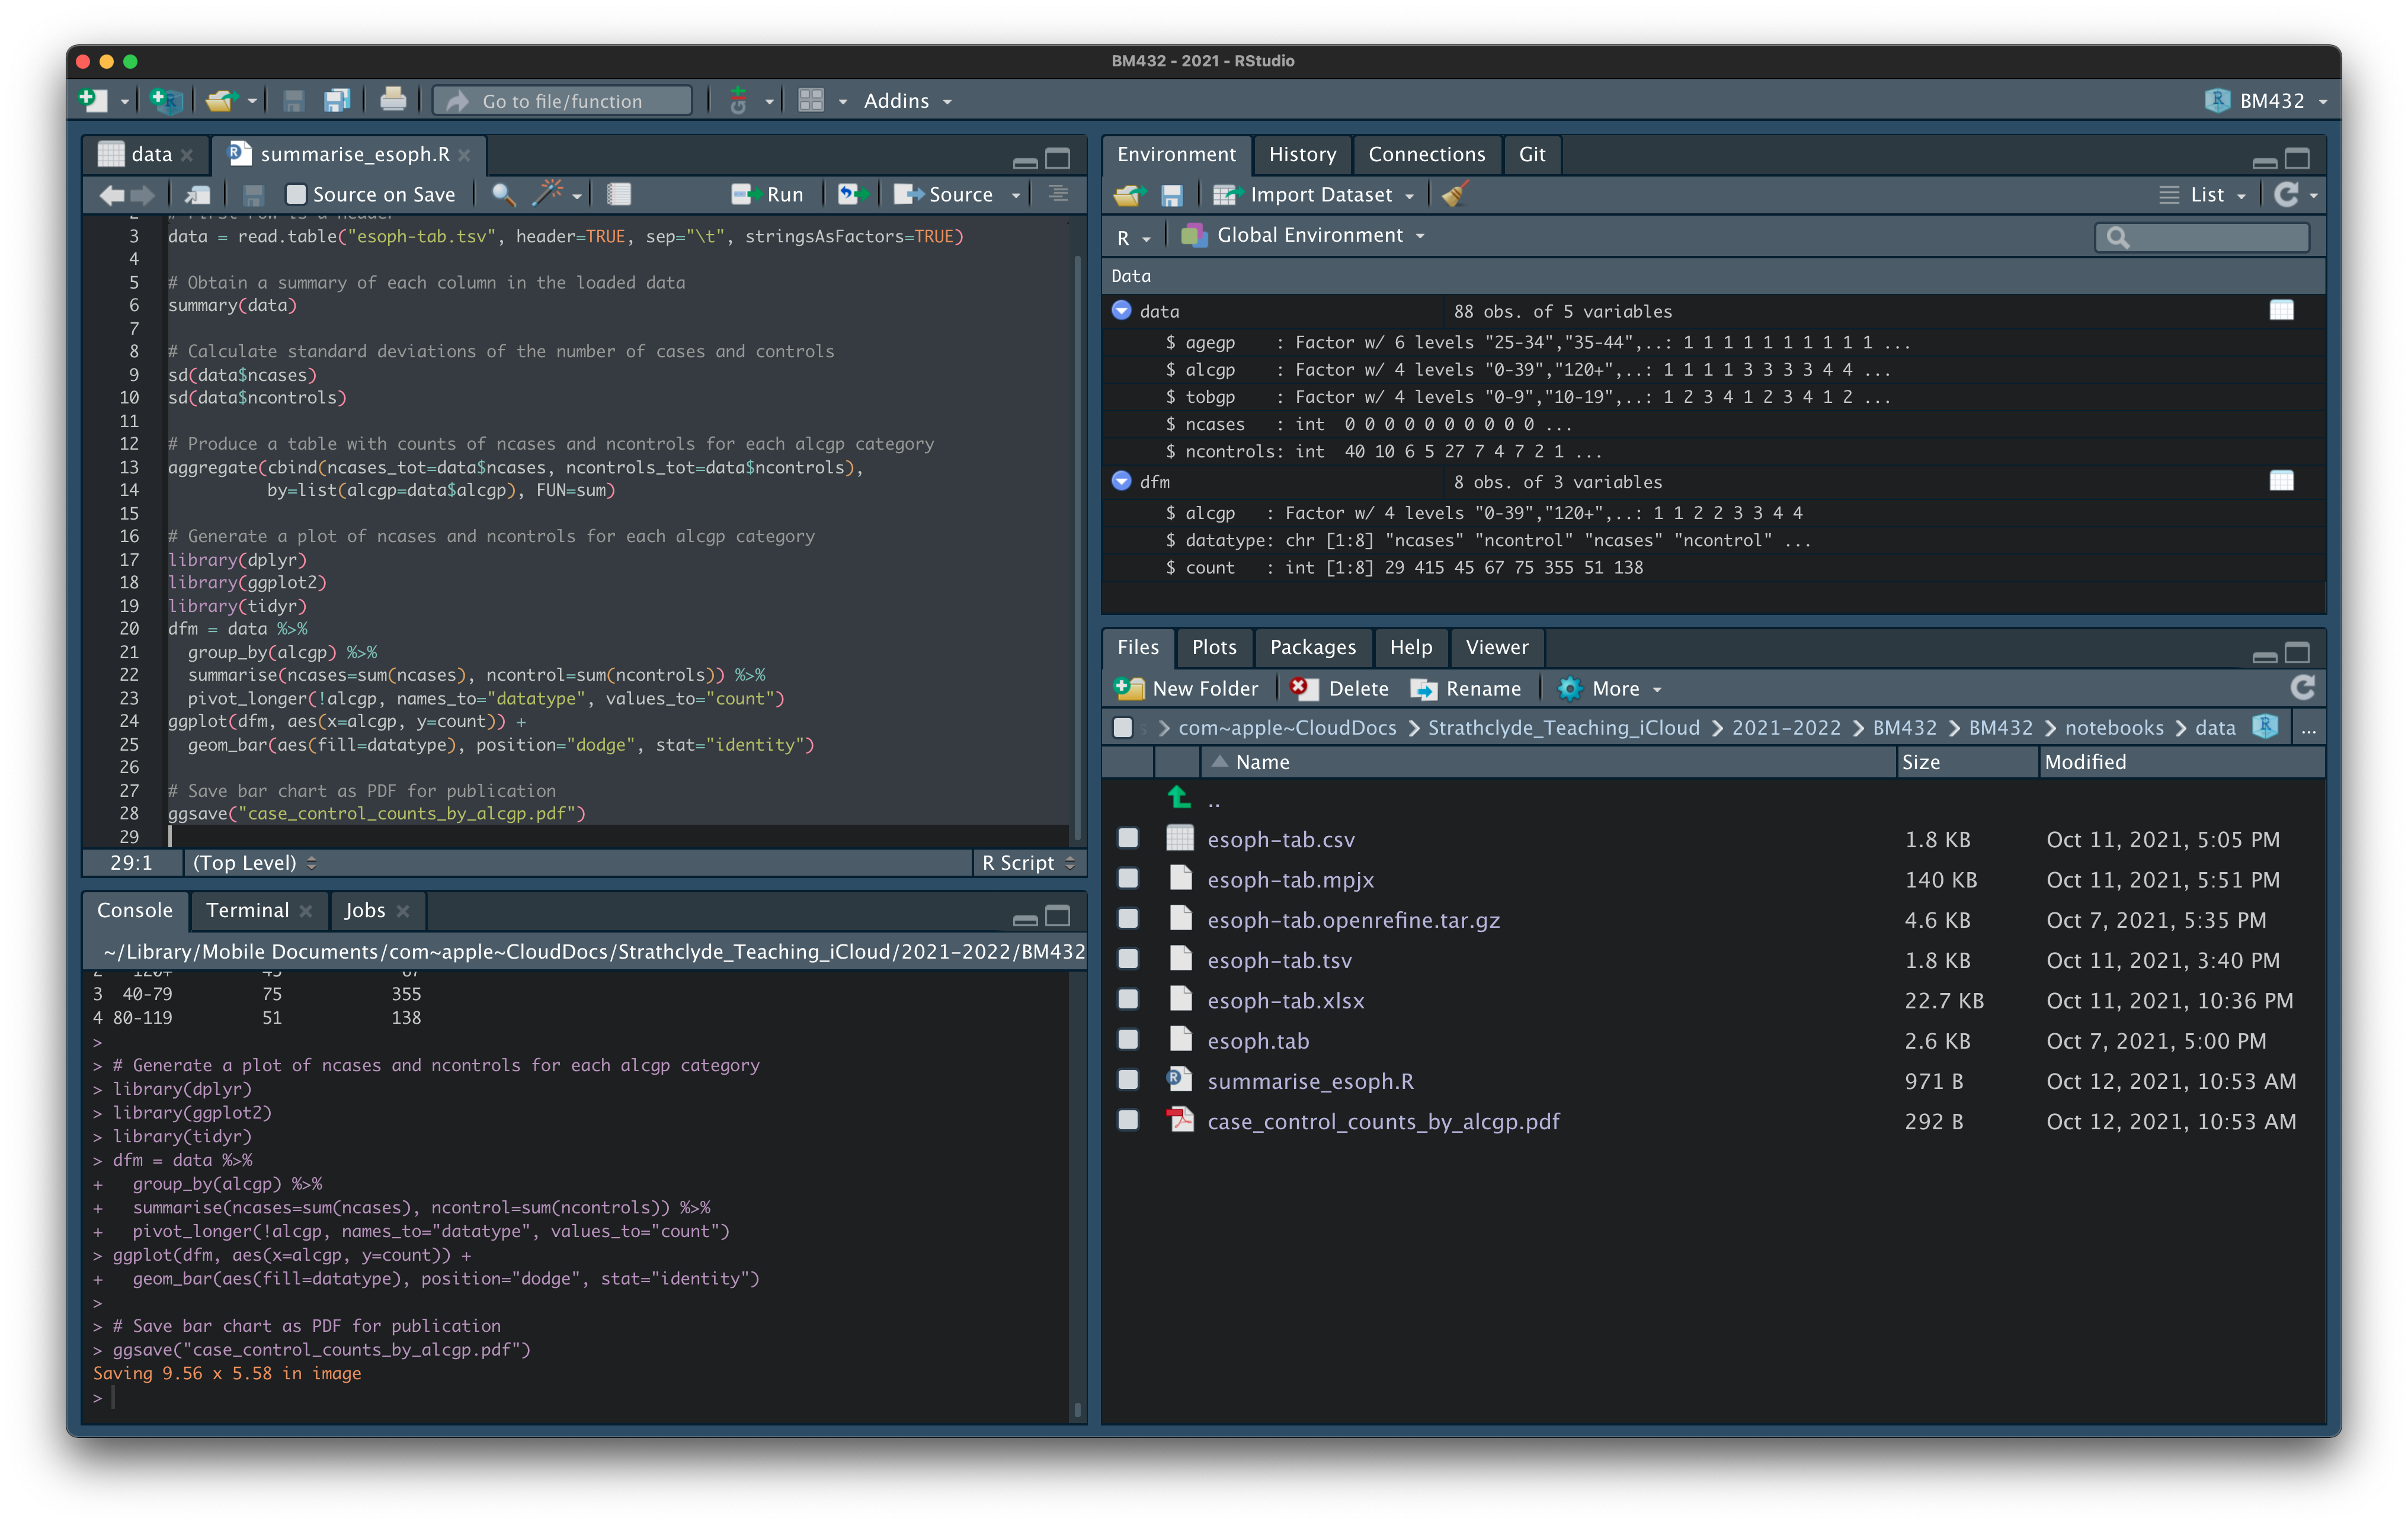 BM432 - 2021 - RStudio
Go to file/function
Addins
BM432
data
summarise_esoph.R
Source on Save
Run
Source
2 # First row is a header
3 data = read.table("esoph-tab.tsv", header=TRUE, sep="\t", stringsAsFactors=TRUE)
4
5 # Obtain a summary of each column in the loaded data
6 summary(data)
7
8 # Calculate standard deviations of the number of cases and controls
9 sd(data$ncases)
10 sd(data$ncontrols)
11
12 # Produce a table with counts of ncases and ncontrols for each alcgp category
13 aggregate(cbind(ncases_tot=data$ncases, ncontrols_tot=data$ncontrols),
14           by=list(alcgp=data$alcgp), FUN=sum)
15
16 # Generate a plot of ncases and ncontrols for each alcgp category
17 library(dplyr)
18 library(ggplot2)
19 library(tidyr)
20 dfm = data %>%
21   group_by(alcgp) %>%
22   summarise(ncases=sum(ncases), ncontrol=sum(ncontrols)) %>%
23   pivot_longer(!alcgp, names_to="datatype", values_to="count")
24 ggplot(dfm, aes(x=alcgp, y=count)) +
25   geom_bar(aes(fill=datatype), position="dodge", stat="identity")
26
27 # Save bar chart as PDF for publication
28 ggsave("case_control_counts_by_alcgp.pdf")
29
29:1 (Top Level) R Script
Console Terminal Jobs
~/Library/Mobile Documents/com~apple~CloudDocs/Strathclyde_Teaching_iCloud/2021-2022/BM432
2 120+ 45 67
3 40-79 75 355
4 80-119 51 138
>
> # Generate a plot of ncases and ncontrols for each alcgp category
> library(dplyr)
> library(ggplot2)
> library(tidyr)
> dfm = data %>%
+   group_by(alcgp) %>%
+   summarise(ncases=sum(ncases), ncontrol=sum(ncontrols)) %>%
+   pivot_longer(!alcgp, names_to="datatype", values_to="count")
> ggplot(dfm, aes(x=alcgp, y=count)) +
+   geom_bar(aes(fill=datatype), position="dodge", stat="identity")
>
> # Save bar chart as PDF for publication
> ggsave("case_control_counts_by_alcgp.pdf")
Saving 9.56 x 5.58 in image
>
Environment History Connections Git
Import Dataset List
R Global Environment
Data
data 88 obs. of 5 variables
$ agegp    : Factor w/ 6 levels "25-34","35-44",..: 1 1 1 1 1 1 1 1 1 1 ...
$ alcgp    : Factor w/ 4 levels "0-39","120+",..: 1 1 1 1 3 3 3 3 4 4 ...
$ tobgp    : Factor w/ 4 levels "0-9","10-19",..: 1 2 3 4 1 2 3 4 1 2 ...
$ ncases   : int  0 0 0 0 0 0 0 0 0 0 ...
$ ncontrols: int  40 10 6 5 27 7 4 7 2 1 ...
dfm 8 obs. of 3 variables
$ alcgp   : Factor w/ 4 levels "0-39","120+",..: 1 1 2 2 3 3 4 4
$ datatype: chr [1:8] "ncases" "ncontrol" "ncases" "ncontrol" ...
$ count   : int [1:8] 29 415 45 67 75 355 51 138
Files Plots Packages Help Viewer
New Folder Delete Rename More
com~apple~CloudDocs Strathclyde_Teaching_iCloud 2021-2022 BM432 BM432 notebooks data ...
Name Size Modified
..
esoph-tab.csv 1.8 KB Oct 11, 2021, 5:05 PM
esoph-tab.mpjx 140 KB Oct 11, 2021, 5:51 PM
esoph-tab.openrefine.tar.gz 4.6 KB Oct 7, 2021, 5:35 PM
esoph-tab.tsv 1.8 KB Oct 11, 2021, 3:40 PM
esoph-tab.xlsx 22.7 KB Oct 11, 2021, 10:36 PM
esoph.tab 2.6 KB Oct 7, 2021, 5:00 PM
summarise_esoph.R 971 B Oct 12, 2021, 10:53 AM
case_control_counts_by_alcgp.pdf 292 B Oct 12, 2021, 10:53 AM